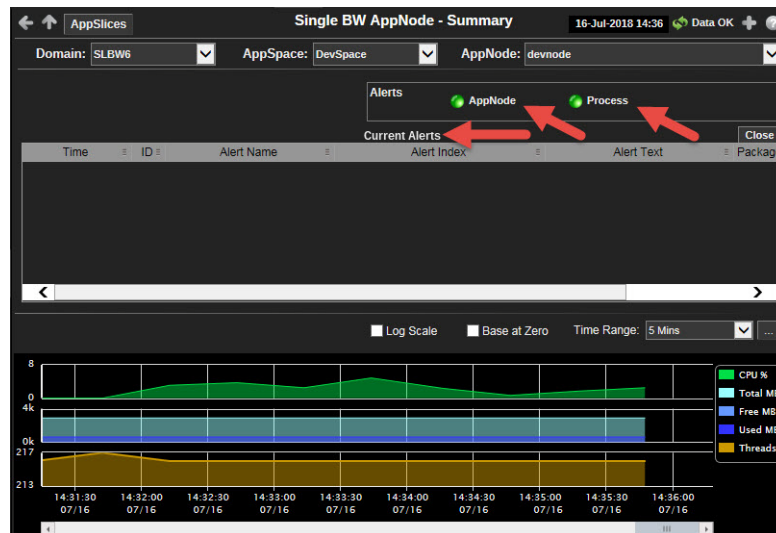 AppSlices Single BW AppNode - Summary 16-Jul-2018 14:36 Data OK
Domain: SLBW6 AppSpace: DevSpace AppNode: devnode
Alerts
AppNode Process
Current Alerts Close
Time ID Alert Name Alert Index Alert Text Packag
Log Scale Base at Zero Time Range: 5 Mins ...
8
0
4k
0k
217
213
CPU %
Total MB
Free MB
Used MB
Threads
14:31:30 14:32:00 14:32:30 14:33:00 14:33:30 14:34:00 14:34:30 14:35:00 14:35:30 14:36:00
07/16 07/16 07/16 07/16 07/16 07/16 07/16 07/16 07/16 07/16